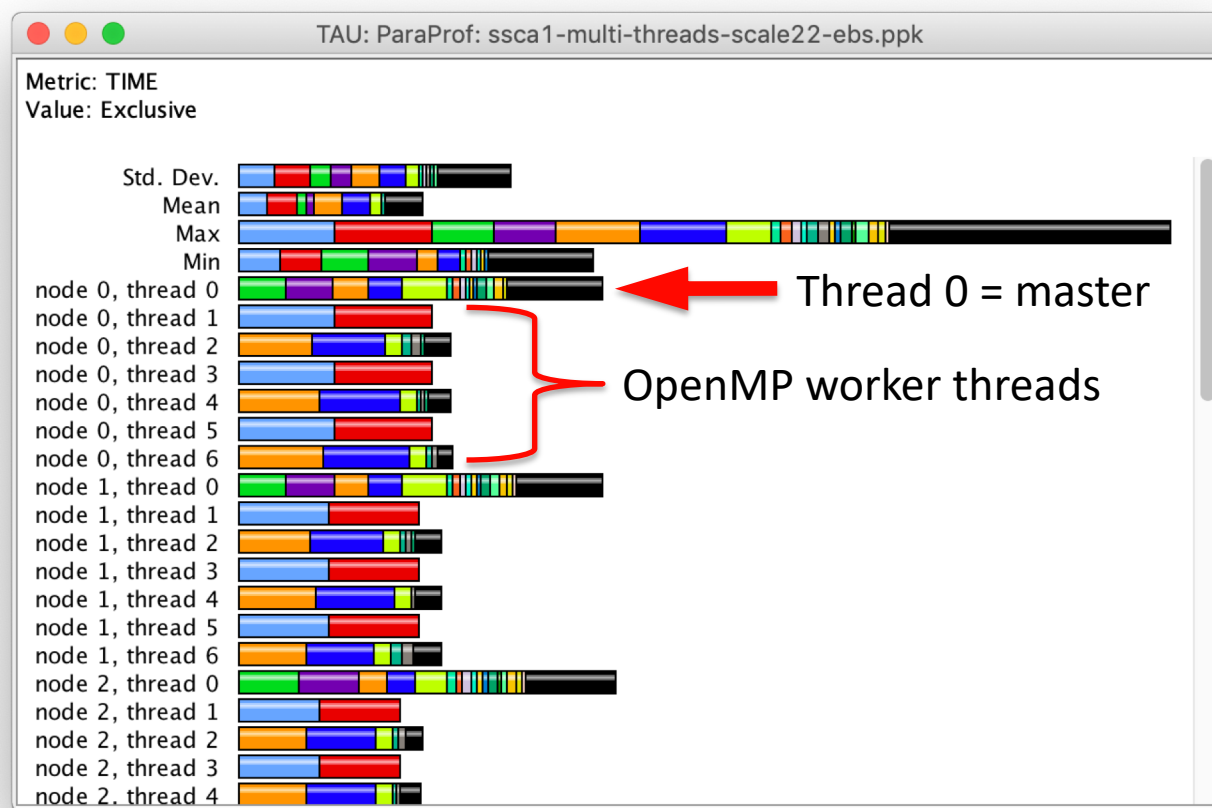 TAU: ParaProf: ssca1-multi-threads-scale22-ebs.ppk
Metric: TIME
Value: Exclusive
Std. Dev.
Mean
Max
Min
node 0, thread 0
Thread 0 = master
node 0, thread 1
node 0, thread 2
node 0, thread 3
OpenMP worker threads
node 0, thread 4
node 0, thread 5
node 0, thread 6
node 1, thread 0
node 1, thread 1
node 1, thread 2
node 1, thread 3
node 1, thread 4
node 1, thread 5
node 1, thread 6
node 2, thread 0
node 2, thread 1
node 2, thread 2
node 2, thread 3
node 2, thread 4